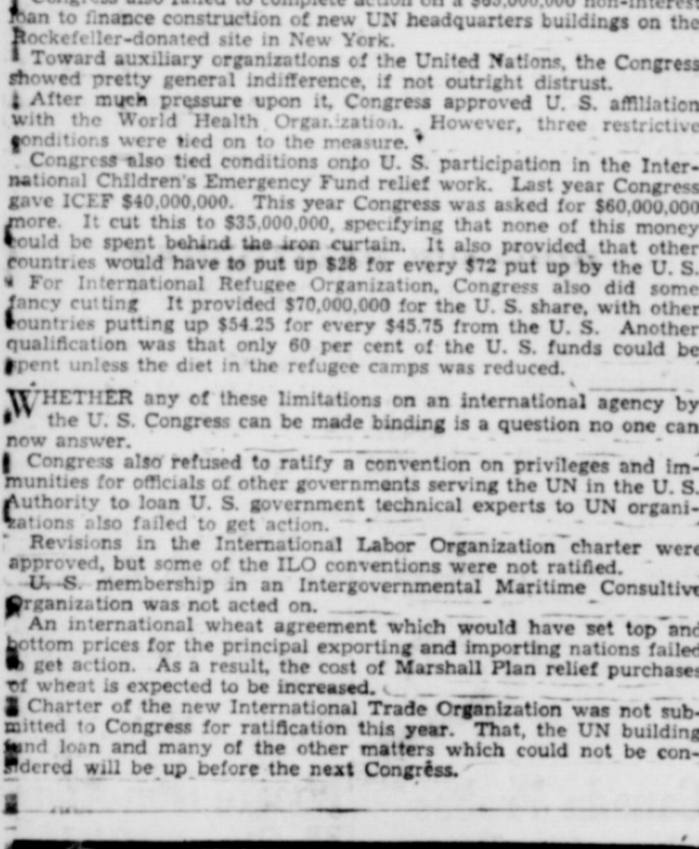 Congress also failed to complete action on a $65,000,000 non-interest
loan to finance construction of new UN headquarters buildings on the
Rockefeller-donated site in New York.
Toward auxiliary organizations of the United Nations, the Congress
showed pretty general indifference, if not outright distrust.
After much pressure upon it, Congress approved U. S. affiliation
with the World Health Organization. However, three restrictive
conditions were tied on to the measure.
Congress also tied conditions onto U. S. participation in the Inter-
national Children's Emergency Fund relief work. Last year Congress
gave ICEF $40,000,000. This year Congress was asked for $60,000,000
more. It cut this to $35,000,000, specifying that none of this money
could be spent behind the iron curtain. It also provided that other
countries would have to put up $28 for every $72 put up by the U. S.
For International Refugee Organization, Congress also did some
fancy cutting It provided $70,000,000 for the U. S. share, with other
countries putting up $54.25 for every $45.75 from the U. S. Another
qualification was that only 60 per cent of the U. S. funds could be
spent unless the diet in the refugee camps was reduced.
WHETHER any of these limitations on an international agency by
the U. S. Congress can be made binding is a question no one can
now answer.
Congress also refused to ratify a convention on privileges and im-
munities for officials of other governments serving the UN in the U. S.
Authority to loan U. S. government technical experts to UN organi-
zations also failed to get action.
Revisions in the International Labor Organization charter were
approved, but some of the ILO conventions were not ratified.
U. S. membership in an Intergovernmental Maritime Consultive
Organization was not acted on.
An international wheat agreement which would have set top and
bottom prices for the principal exporting and importing nations failed
to get action. As a result, the cost of Marshall Plan relief purchases
of wheat is expected to be increased.
Charter of the new International Trade Organization was not sub-
mitted to Congress for ratification this year. That, the UN building
fund loan and many of the other matters which could not be con-
sidered will be up before the next Congress.